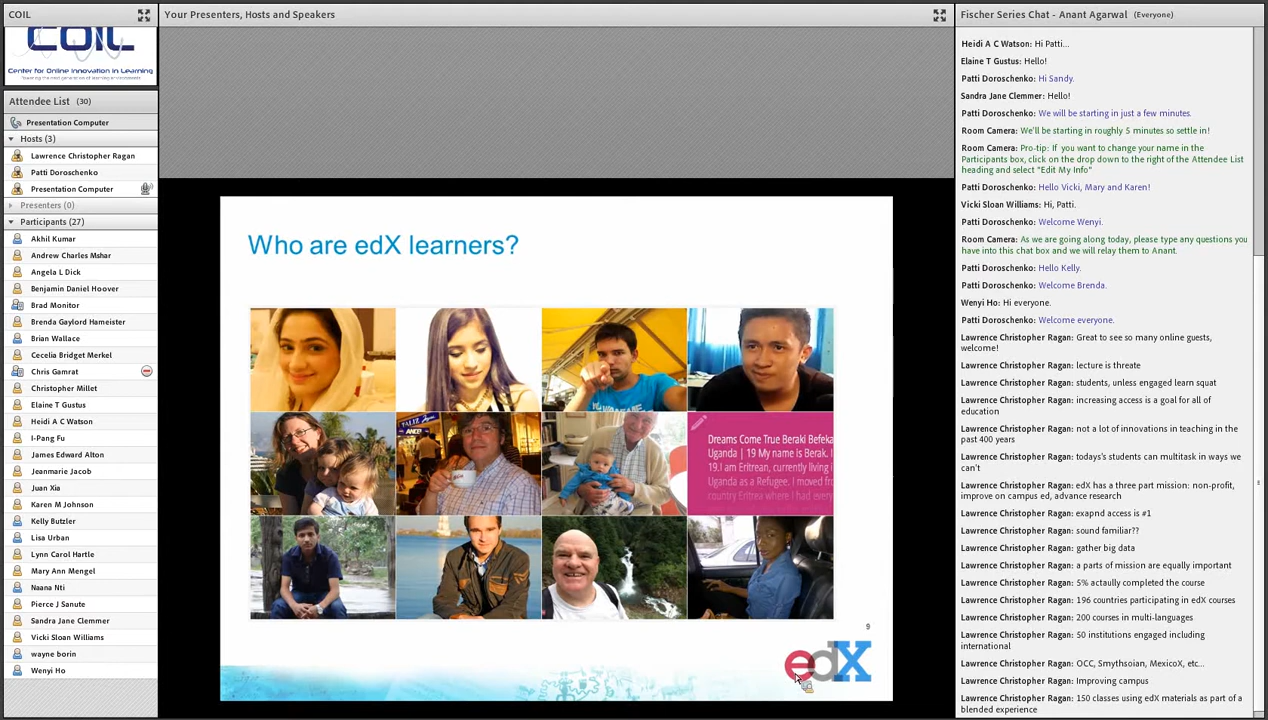 COIL
Your Presenters, Hosts and Speakers
Fischer Series Chat - Anant Agarwal (Everyone)
COIL
Center for Online Innovation in Learning
Attendee List (30)
Presentation Computer
Hosts (3)
Lawrence Christopher Ragan
Patti Doroschenko
Presentation Computer
Presenters (0)
Participants (27)
Akhil Kumar
Andrew Charles Mshar
Angela L Dick
Benjamin Daniel Hoover
Brad Monitor
Brenda Gaylord Hameister
Brian Wallace
Cecelia Bridget Merkel
Chris Gamrat
Christopher Millet
Elaine T Gustus
Heidi A C Watson
I-Pang Fu
James Edward Alton
Jeanmarie Jacob
Juan Xia
Karen M Johnson
Kelly Butzler
Lisa Urban
Lynn Carol Hartle
Mary Ann Mengel
Naana Nti
Pierce J Sanute
Sandra Jane Clemmer
Vicki Sloan Williams
wayne borin
Wenyi Ho
Who are edX learners?
Dreams Come True Beraki Befeka
Uganda | 19 My name is Berak. I
19.I am Eritrean, currently living i
Uganda as a Refugee. I moved fro
country Eritrea where I had every
9
edX
Heidi A C Watson: Hi Patti...
Elaine T Gustus: Hello!
Patti Doroschenko: Hi Sandy.
Sandra Jane Clemmer: Hello!
Patti Doroschenko: We will be starting in just a few minutes.
Room Camera: We'll be starting in roughly 5 minutes so settle in!
Room Camera: Pro-tip: If you want to change your name in the
Participants box, click on the drop down to the right of the Attendee List
heading and select "Edit My Info"
Patti Doroschenko: Hello Vicki, Mary and Karen!
Vicki Sloan Williams: Hi, Patti.
Patti Doroschenko: Welcome Wenyi.
Room Camera: As we are going along today, please type any questions you
have into this chat box and we will relay them to Anant.
Patti Doroschenko: Hello Kelly.
Patti Doroschenko: Welcome Brenda.
Wenyi Ho: Hi everyone.
Patti Doroschenko: Welcome everyone.
Lawrence Christopher Ragan: Great to see so many online guests,
welcome!
Lawrence Christopher Ragan: lecture is threate
Lawrence Christopher Ragan: students, unless engaged learn squat
Lawrence Christopher Ragan: increasing access is a goal for all of
education
Lawrence Christopher Ragan: not a lot of innovations in teaching in the
past 400 years
Lawrence Christopher Ragan: todays's students can multitask in ways we
can't
Lawrence Christopher Ragan: edX has a three part mission: non-profit,
improve on campus ed, advance research
Lawrence Christopher Ragan: exapnd access is #1
Lawrence Christopher Ragan: sound familiar??
Lawrence Christopher Ragan: gather big data
Lawrence Christopher Ragan: a parts of mission are equally important
Lawrence Christopher Ragan: 5% actaully completed the course
Lawrence Christopher Ragan: 196 countries participating in edX courses
Lawrence Christopher Ragan: 200 courses in multi-languages
Lawrence Christopher Ragan: 50 institutions engaged including
international
Lawrence Christopher Ragan: OCC, Smythsoian, MexicoX, etc...
Lawrence Christopher Ragan: Improving campus
Lawrence Christopher Ragan: 150 classes using edX materials as part of a
blended experience